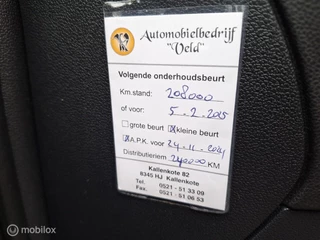 Automobielbedrijf
"Veld"
Volgende onderhoudsbeurt
Km.stand: 208000
of voor: 5.2.2025
grote beurt kleine beurt
A.P.K. voor 24.11.2024
Distributieriem 240000 KM
Kallenkote 82
8345 HJ Kallenkote
Tel. 0521 - 51 33 09
Fax. 0521 - 51 06 53
mobilox